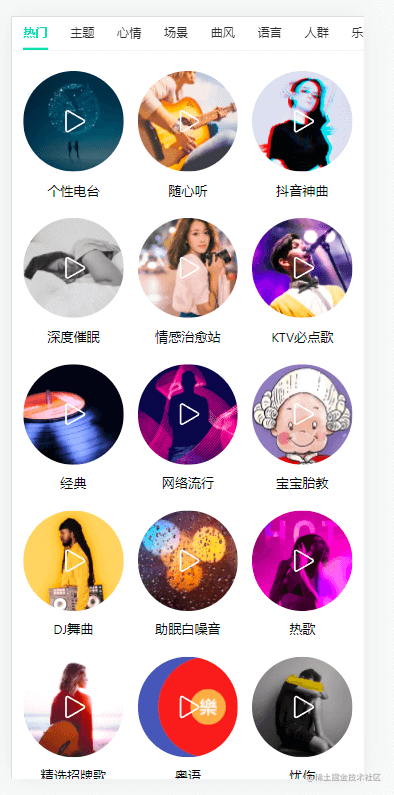 热门 主题 心情 场景 曲风 语言 人群 乐
个性电台 随心听 抖音神曲
深度催眠 情感治愈站 KTV必点歌
经典 网络流行 宝宝胎教
DJ舞曲 助眠白噪音 热歌
樂
精选招牌歌 粤语 忧伤
@稀土掘金技术社区